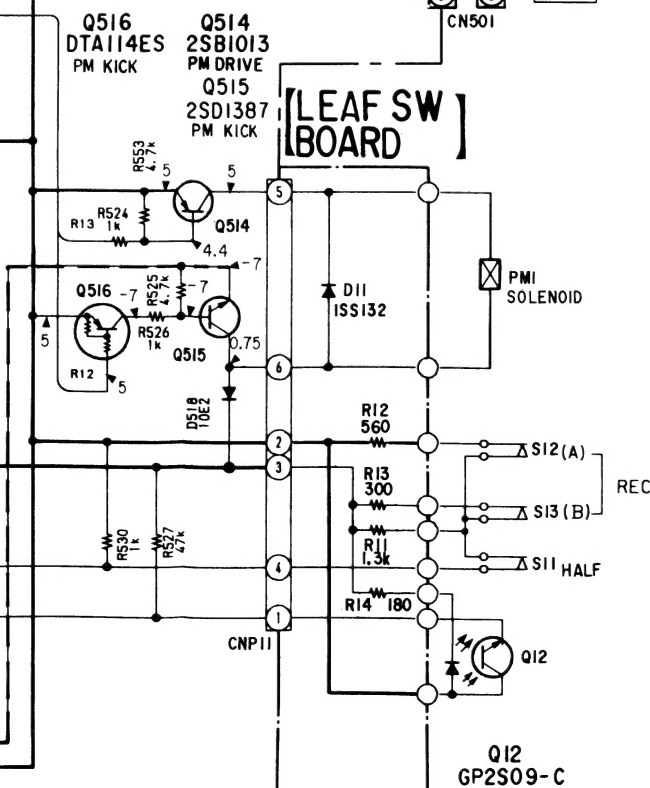 CN501
Q516
DTA114ES
PM KICK
Q514
2SB1013
PM DRIVE
Q515
2SD1387
PM KICK
[LEAF SW
BOARD]
R553
4.7k
5
5
5
R524
1k
R13
Q514
4.4
-7
Q516
-7
R525
4.7k
-7
R526
1k
Q515
0.75
5
R12
5
D11
1SS132
PM1
SOLENOID
6
D518
10E2
R12
560
2
3
S12(A)
R13
300
S13(B)
REC
R530
1k
R527
47k
R11
1.3k
4
S11 HALF
R14 180
1
CNP11
Q12
Q12
GP2S09-C